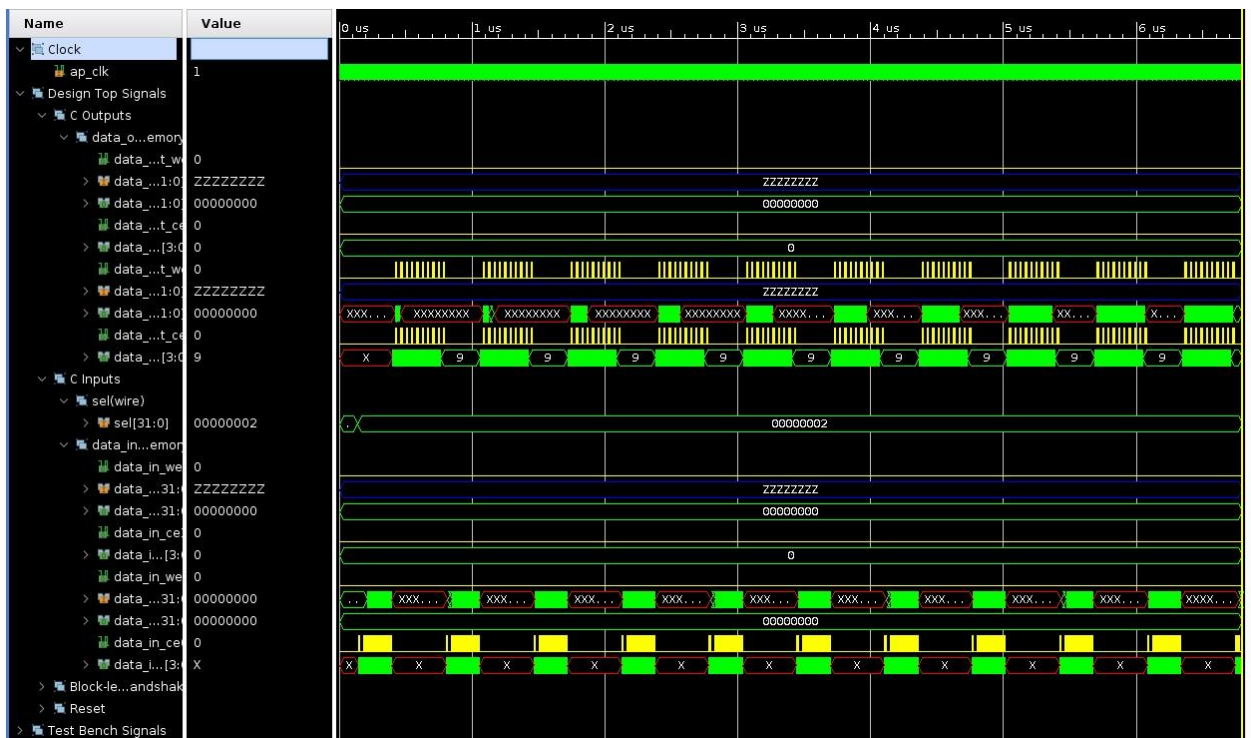 Name Value 0 us 1 us 2 us 3 us 4 us 5 us 6 us
Clock
ap_clk 1
Design Top Signals
C Outputs
data_o...emory
data_...t_we 0
data_...1:0] ZZZZZZZZ ZZZZZZZZ
data_...1:0] 00000000 00000000
data_...t_ce 0
data_...[3:0 0 0
data_...t_we 0
data_...1:0] ZZZZZZZZ ZZZZZZZZ
data_...1:0] 00000000 XXX... XXXXXXXX XXXXXXXX XXXXXXXX XXXXXXXX XXXX... XXX... XXX... XX... X...
data_...t_ce 0
data_...[3:0 9 X 9 9 9 9 9 9 9 9 9
C Inputs
sel(wire)
sel[31:0] 00000002 . 00000002
data_in...emor
data_in_we 0
data_...31: ZZZZZZZZ ZZZZZZZZ
data_...31: 00000000 00000000
data_in_ce 0
data_i...[3: 0 0
data_in_we 0
data_...31: 00000000 .. XXX... XXX... XXX... XXX... XXX... XXX... XXX... XXX... XXX... XXXX...
data_...31: 00000000 00000000
data_in_ce 0
data_i...[3: X X X X X X X X X X X X
Block-le...andshak
Reset
Test Bench Signals